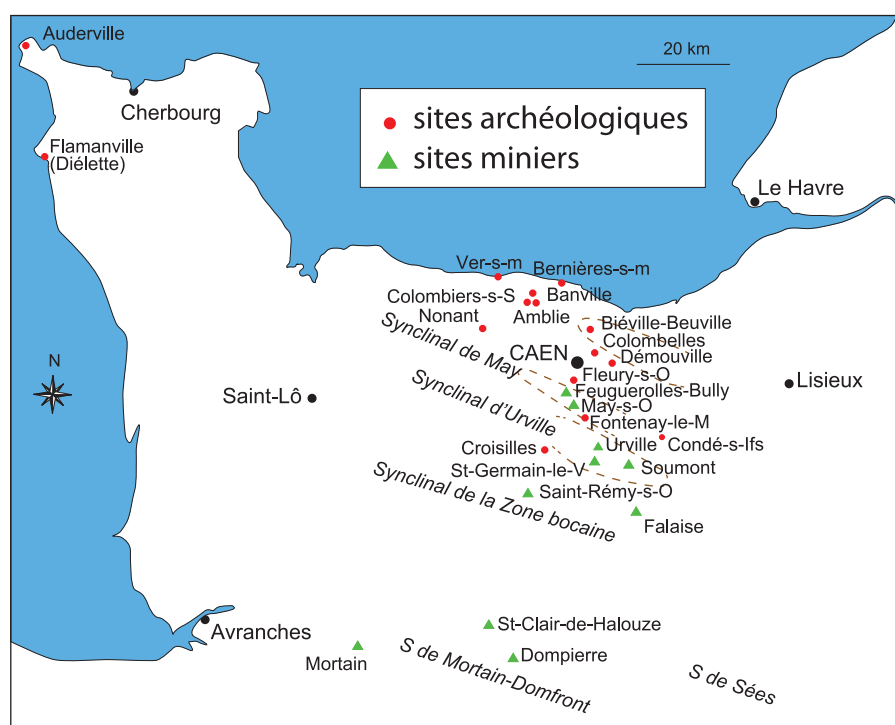 Auderville
20 km
Cherbourg
sites archéologiques
sites miniers
Flamanville
(Diélette)
Le Havre
Ver-s-m
Bernières-s-m
Colombiers-s-S
Banville
Nonant
Amblie
Biéville-Beuville
Colombelles
Synclinal de May
CAEN
Démouville
N
Fleury-s-O
Lisieux
Saint-Lô
Feuguerolles-Bully
May-s-O
Synclinal d'Urville
Fontenay-le-M
Croisilles
Urville
Condé-s-Ifs
St-Germain-le-V
Soumont
Synclinal de la Zone bocaine
Saint-Rémy-s-O
Falaise
Avranches
St-Clair-de-Halouze
Mortain
Dompierre
S de Mortain-Domfront
S de Sées